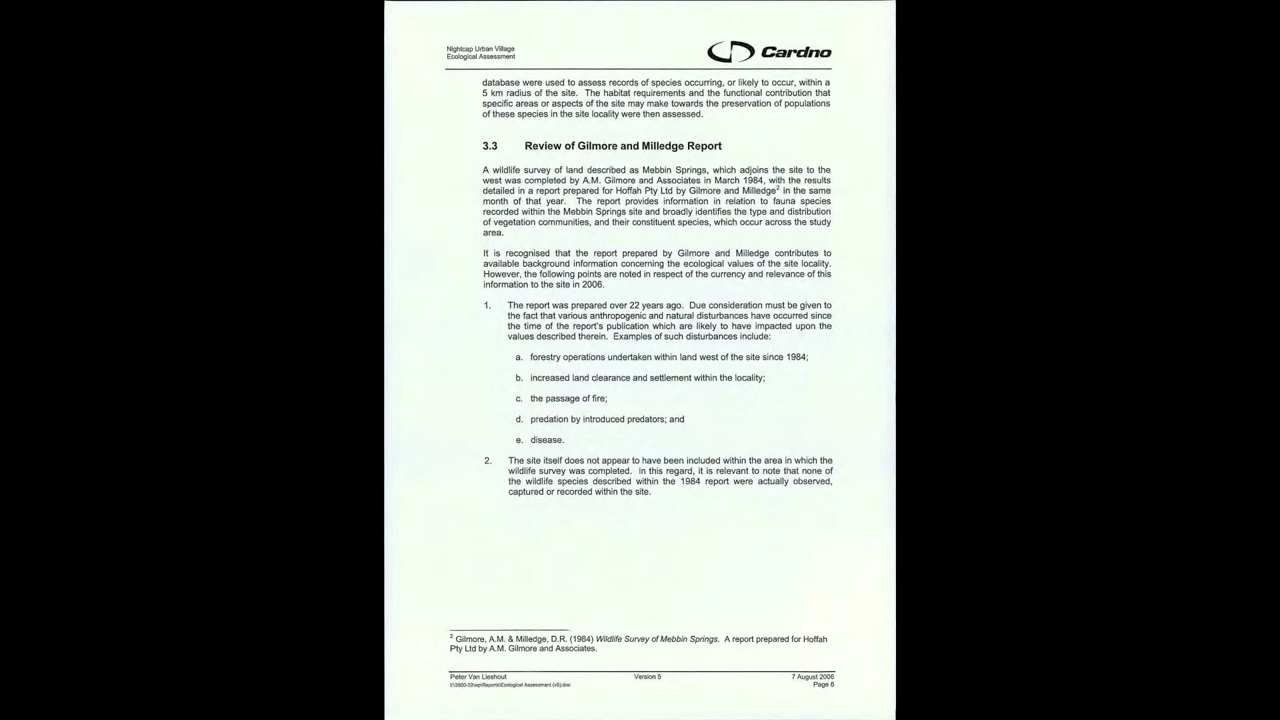 Nightcap Urban Village
Ecological Assessment
Cardno
database were used to assess records of species occurring, or likely to occur, within a
5 km radius of the site. The habitat requirements and the functional contribution that
specific areas or aspects of the site may make towards the preservation of populations
of these species in the site locality were then assessed.
3.3 Review of Gilmore and Milledge Report
A wildlife survey of land described as Mebbin Springs, which adjoins the site to the
west was completed by A.M. Gilmore and Associates in March 1984, with the results
detailed in a report prepared for Hoffah Pty Ltd by Gilmore and Milledge2 in the same
month of that year. The report provides information in relation to fauna species
recorded within the Mebbin Springs site and broadly identifies the type and distribution
of vegetation communities, and their constituent species, which occur across the study
area.
It is recognised that the report prepared by Gilmore and Milledge contributes to
available background information concerning the ecological values of the site locality.
However, the following points are noted in respect of the currency and relevance of this
information to the site in 2006.
1. The report was prepared over 22 years ago. Due consideration must be given to
the fact that various anthropogenic and natural disturbances have occurred since
the time of the report's publication which are likely to have impacted upon the
values described therein. Examples of such disturbances include:
a. forestry operations undertaken within land west of the site since 1984;
b. increased land clearance and settlement within the locality;
c. the passage of fire;
d. predation by introduced predators; and
e. disease.
2. The site itself does not appear to have been included within the area in which the
wildlife survey was completed. In this regard, it is relevant to note that none of
the wildlife species described within the 1984 report were actually observed,
captured or recorded within the site.
2 Gilmore, A.M. & Milledge, D.R. (1984) Wildlife Survey of Mebbin Springs. A report prepared for Hoffah
Pty Ltd by A.M. Gilmore and Associates.
Peter Van Lieshout Version 5 7 August 2006
Page 6